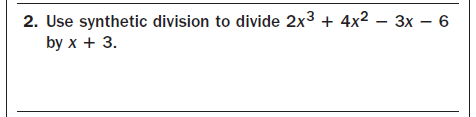 2. Use synthetic division to divide 2x³ + 4x² − 3x − 6
by x + 3.